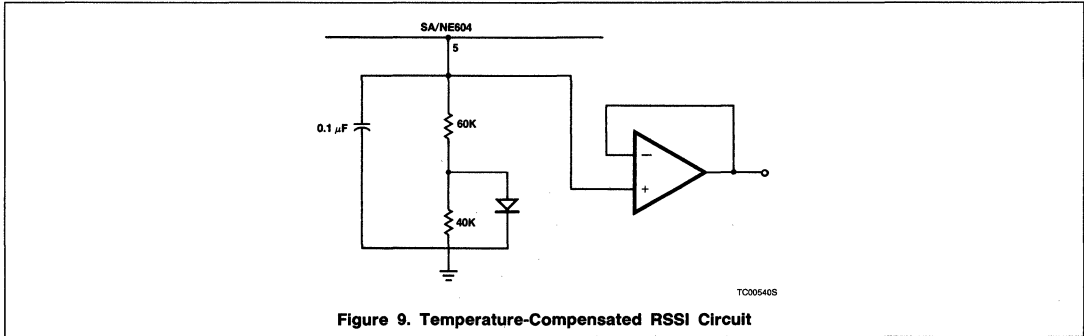 SA/NE604
5
60K
0.1 μF
40K
−
+
TC00540S
Figure 9. Temperature-Compensated RSSI Circuit